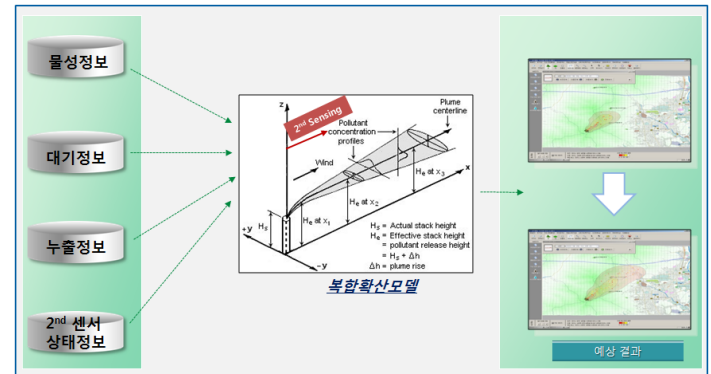 물성정보
대기정보
누출정보
2nd 센서
상태정보
z
2nd Sensing
Pollutant
concentration
profiles
Plume
centerline
Wind
x
He at x1
He at x2
He at x3
Hs
+y
-y
Hs = Actual stack height
He = Effective stack height
= pollutant release height
= Hs + Δh
Δh = plume rise
복합확산모델
예상 결과